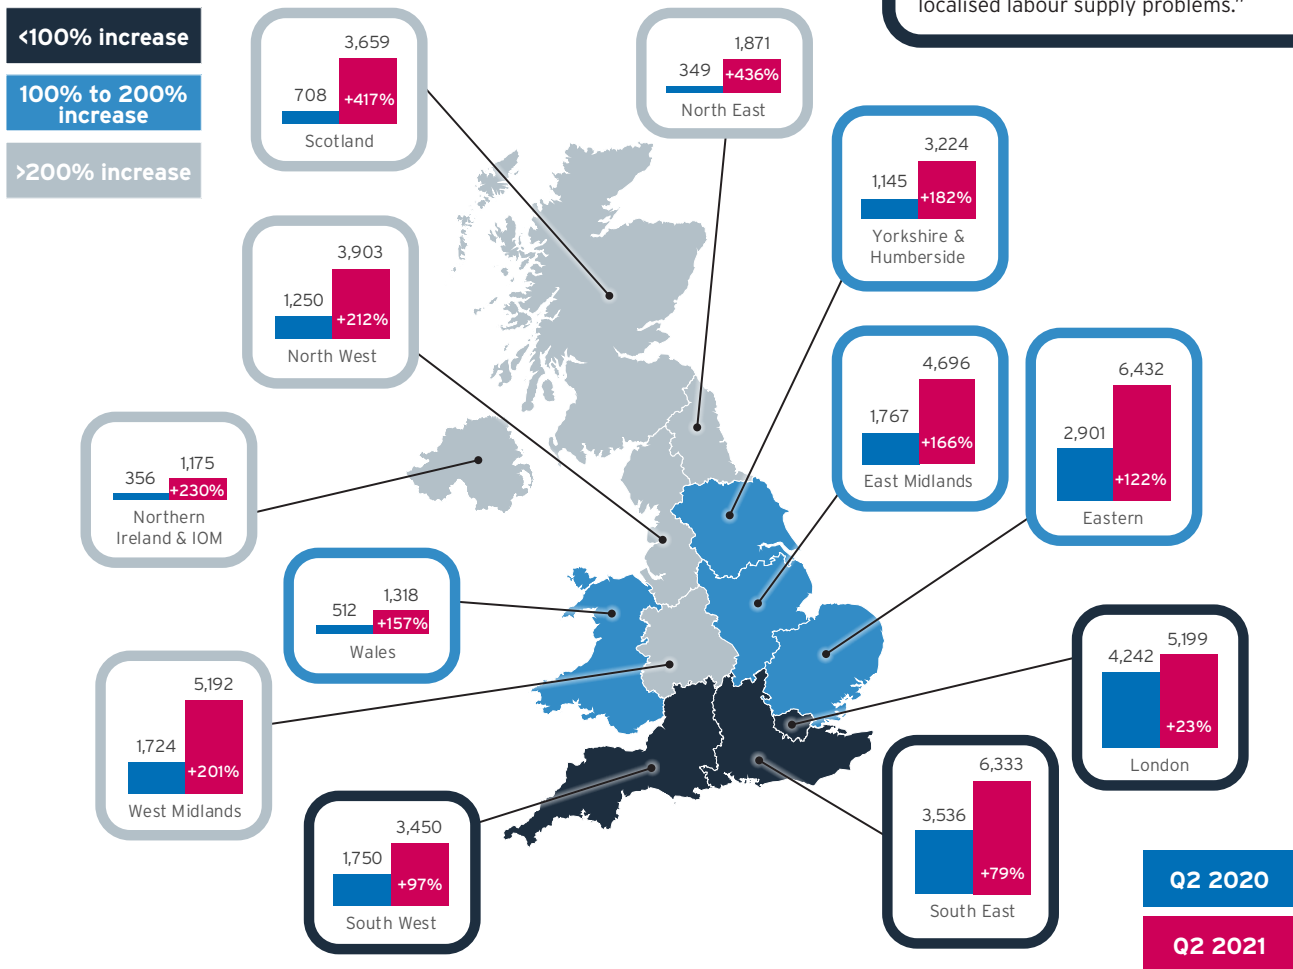 localised labour supply problems."
<100% increase
100% to 200%
increase
>200% increase
3,659
708
+417%
Scotland
1,871
349
+436%
North East
3,224
1,145
+182%
Yorkshire &
Humberside
3,903
1,250
+212%
North West
4,696
1,767
+166%
East Midlands
6,432
2,901
+122%
Eastern
1,175
356
+230%
Northern
Ireland & IOM
1,318
512
+157%
Wales
5,199
4,242
+23%
London
5,192
1,724
+201%
West Midlands
6,333
3,536
+79%
South East
3,450
1,750
+97%
South West
Q2 2020
Q2 2021